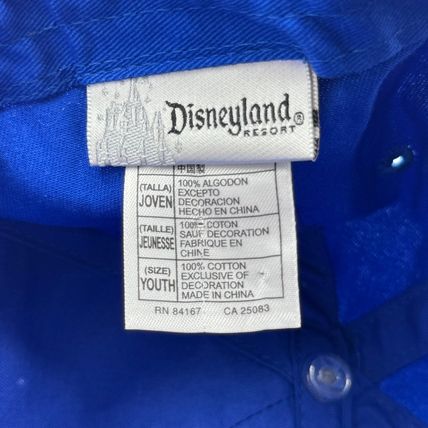 Disneyland®
RESORT
中国製
(TALLA)
JOVEN
100% ALGODON
EXCEPTO
DECORACION
HECHO EN CHINA
(TAILLE)
JEUNESSE
100% COTON
SAUF DECORATION
FABRIQUE EN
CHINE
(SIZE)
YOUTH
100% COTTON
EXCLUSIVE OF
DECORATION
MADE IN CHINA
RN 84167 CA 25083